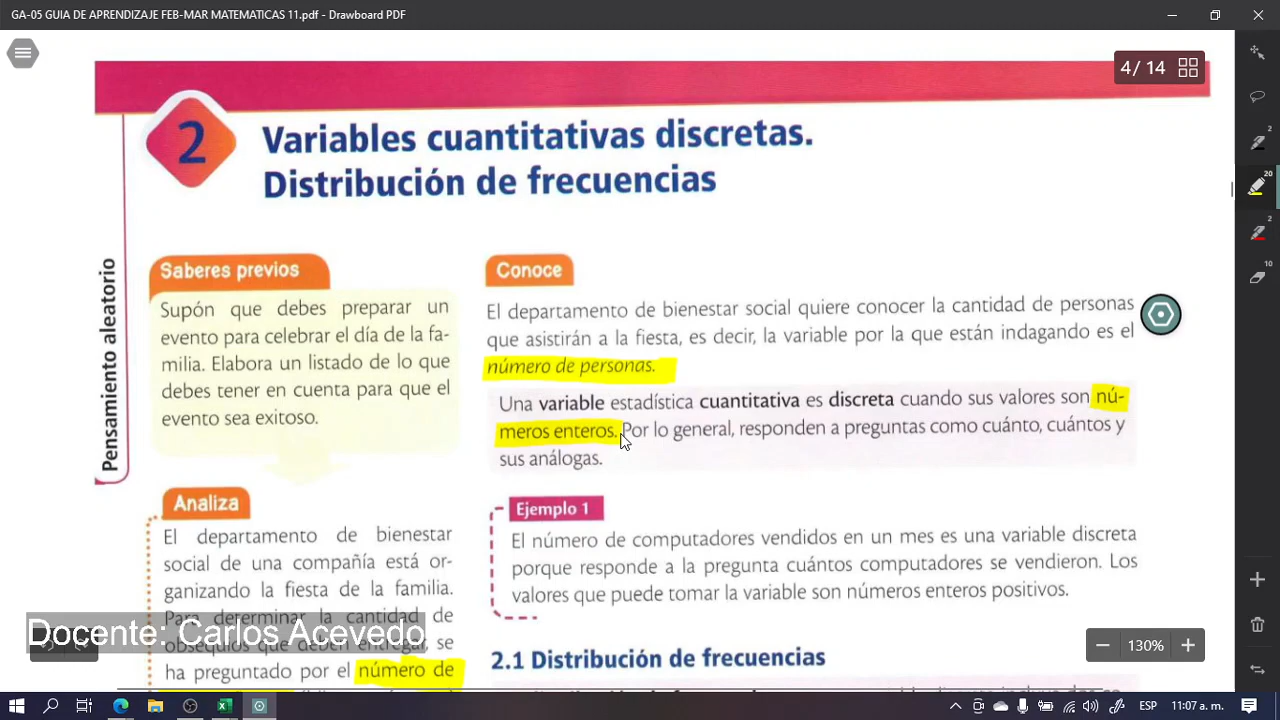 GA-05 GUIA DE APRENDIZAJE FEB-MAR MATEMATICAS 11.pdf - Drawboard PDF
4 / 14
2
Variables cuantitativas discretas.
Distribución de frecuencias
Pensamiento aleatorio
Saberes previos
Supón que debes preparar un
evento para celebrar el día de la fa-
milia. Elabora un listado de lo que
debes tener en cuenta para que el
evento sea exitoso.
Analiza
El departamento de bienestar
social de una compañía está or-
ganizando la fiesta de la familia.
Para determinar la cantidad de
obsequios que deben entregar, se
ha preguntado por el número de
Conoce
El departamento de bienestar social quiere conocer la cantidad de personas
que asistirán a la fiesta, es decir, la variable por la que están indagando es el
número de personas.
Una variable estadística cuantitativa es discreta cuando sus valores son nú-
meros enteros. Por lo general, responden a preguntas como cuánto, cuántos y
sus análogas.
Ejemplo 1
El número de computadores vendidos en un mes es una variable discreta
porque responde a la pregunta cuántos computadores se vendieron. Los
valores que puede tomar la variable son números enteros positivos.
2.1 Distribución de frecuencias
Docente: Carlos Acevedo
130%
2
20
2
10
ESP
11:07 a. m.